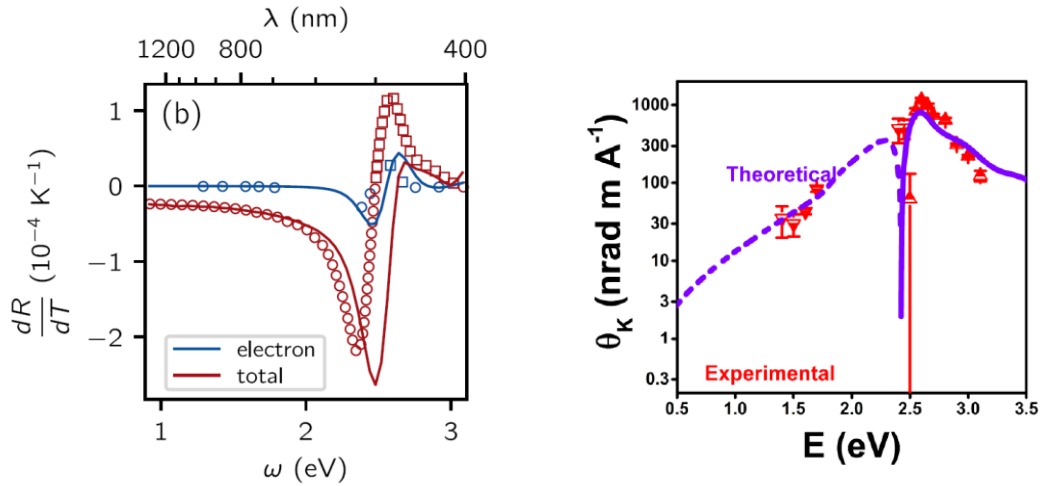 λ (nm)
1200 800 400
(b)
1
0
−1
−2
dR/dT (10⁻⁴ K⁻¹)
electron
total
1 2 3
ω (eV)
θ_K (nrad m A⁻¹)
1000
300
100
30
10
3
1
0.3
Theoretical
Experimental
0.5 1.0 1.5 2.0 2.5 3.0 3.5
E (eV)